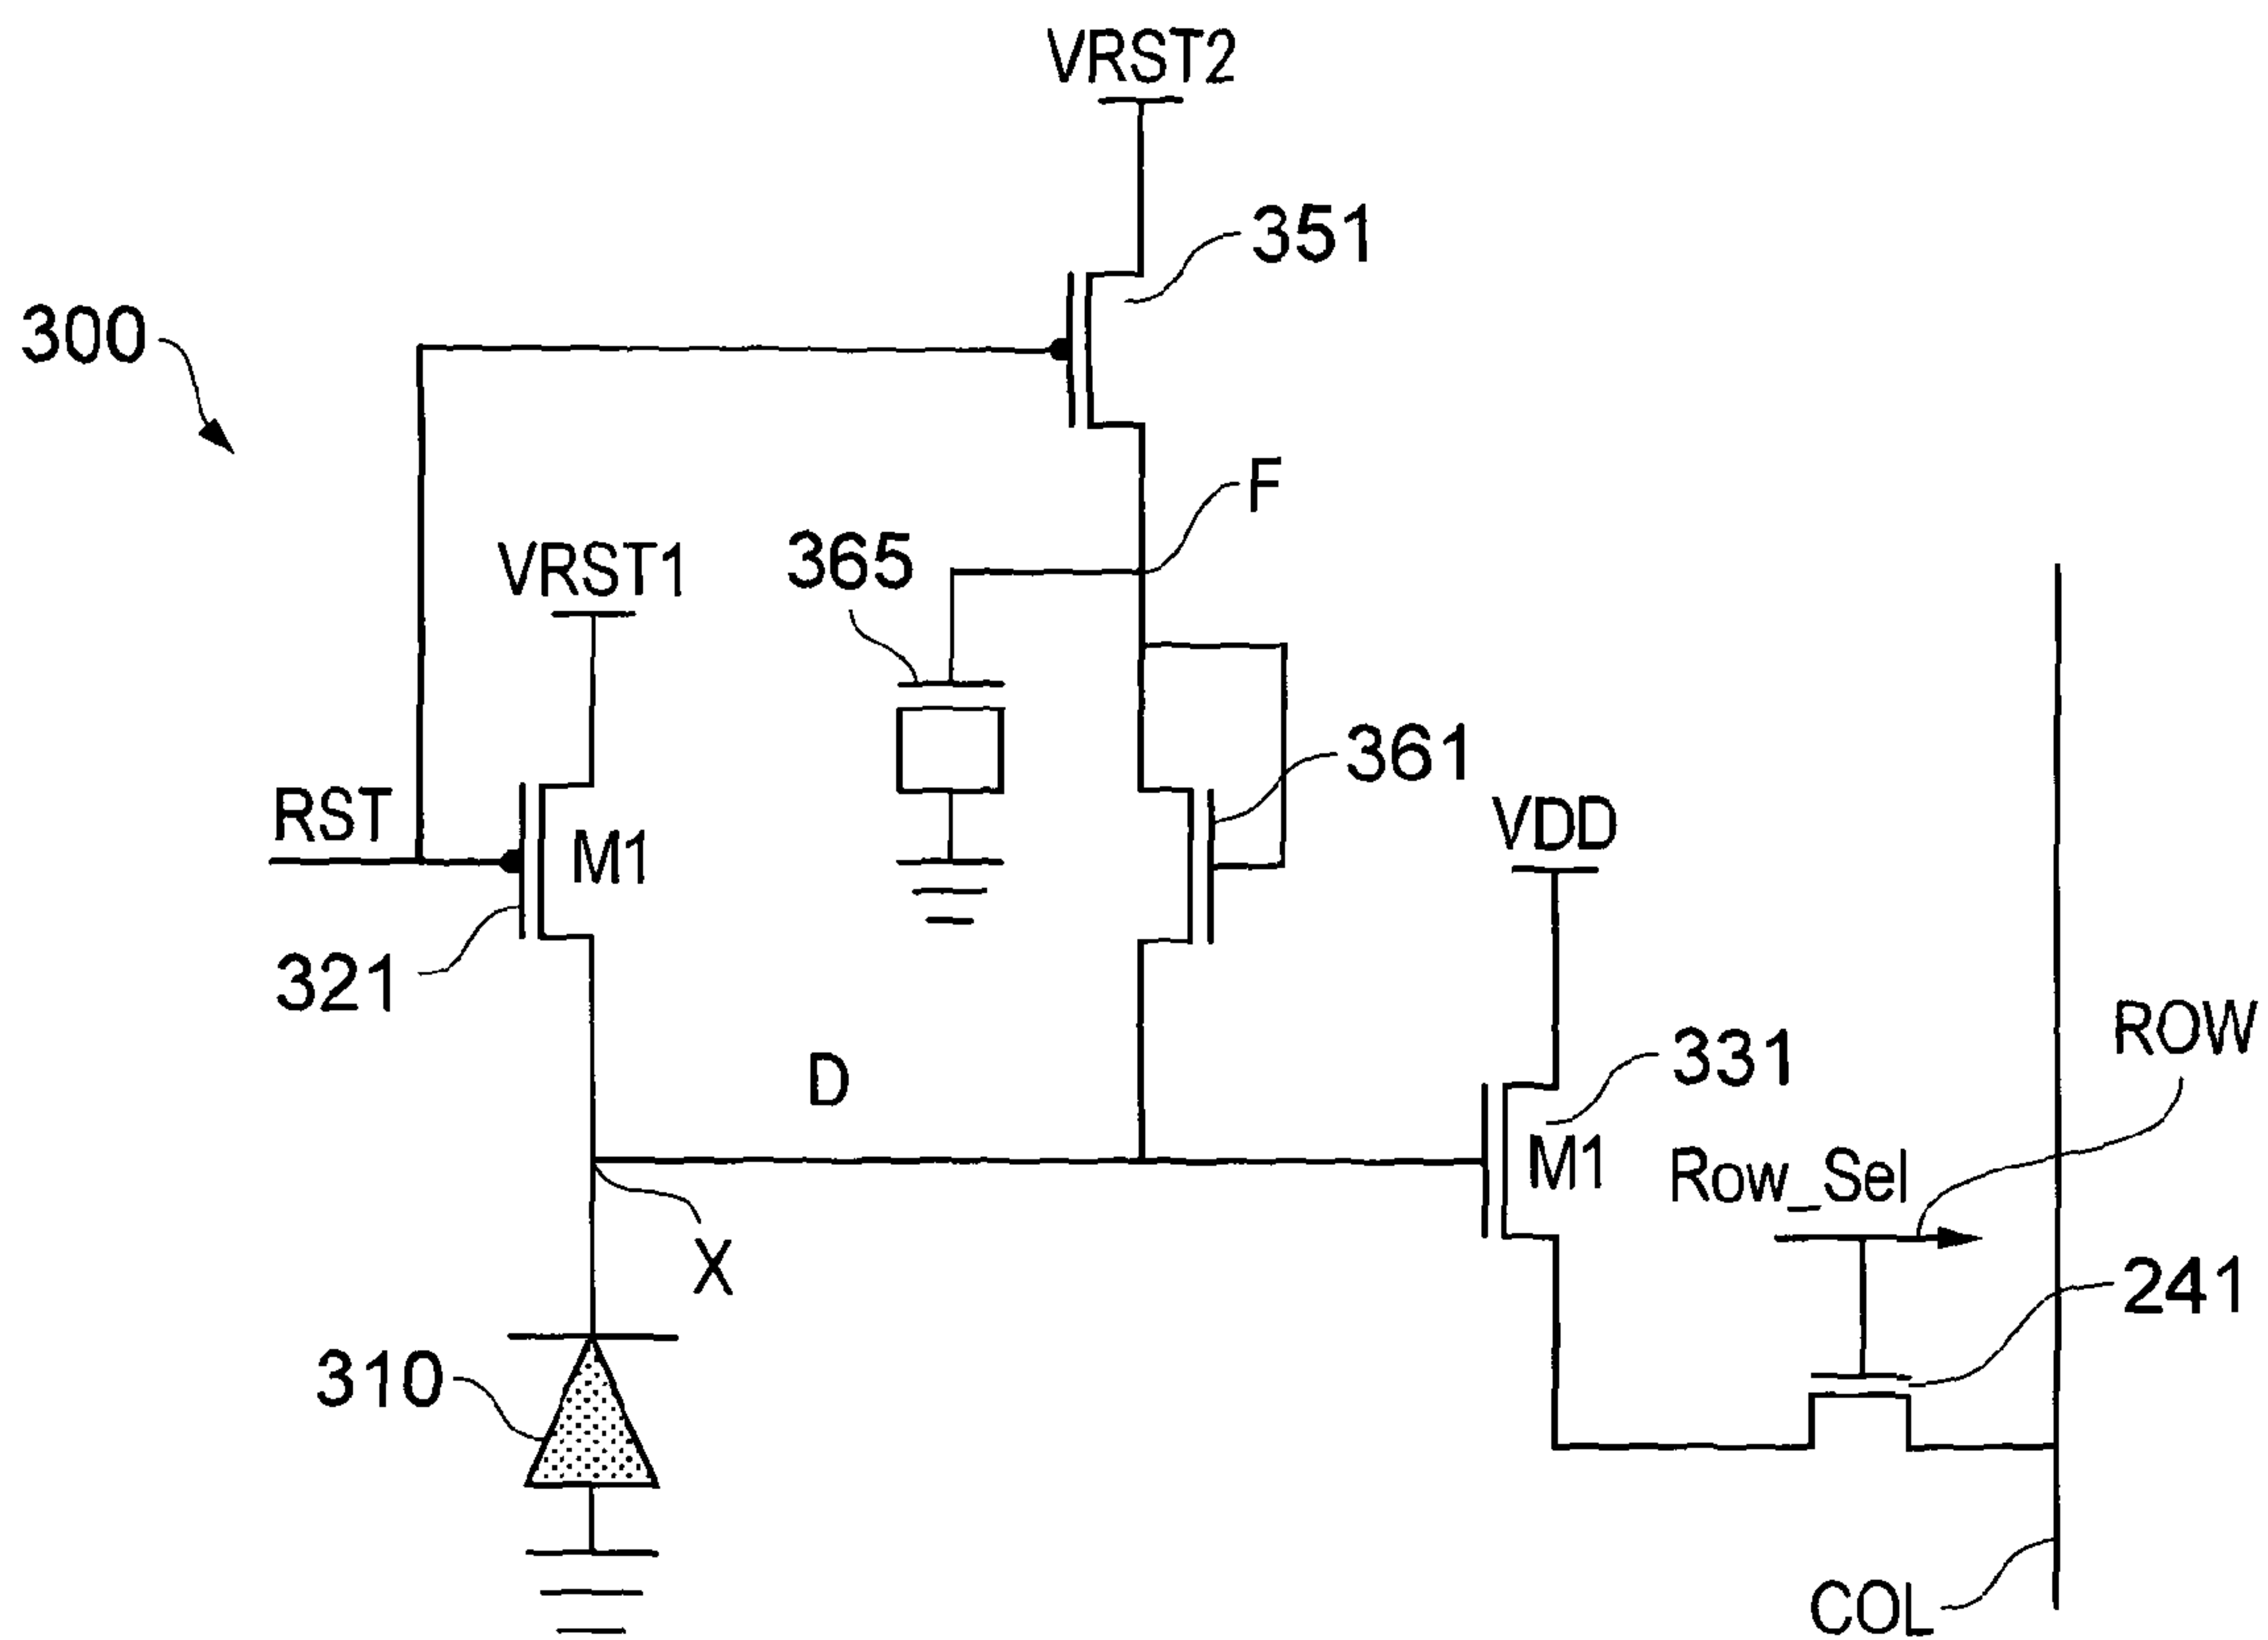 VRST2
351
300
F
365
VRST1
361
RST
M1
VDD
321
ROW
331
D
M1
Row_Sel
X
241
310
COL